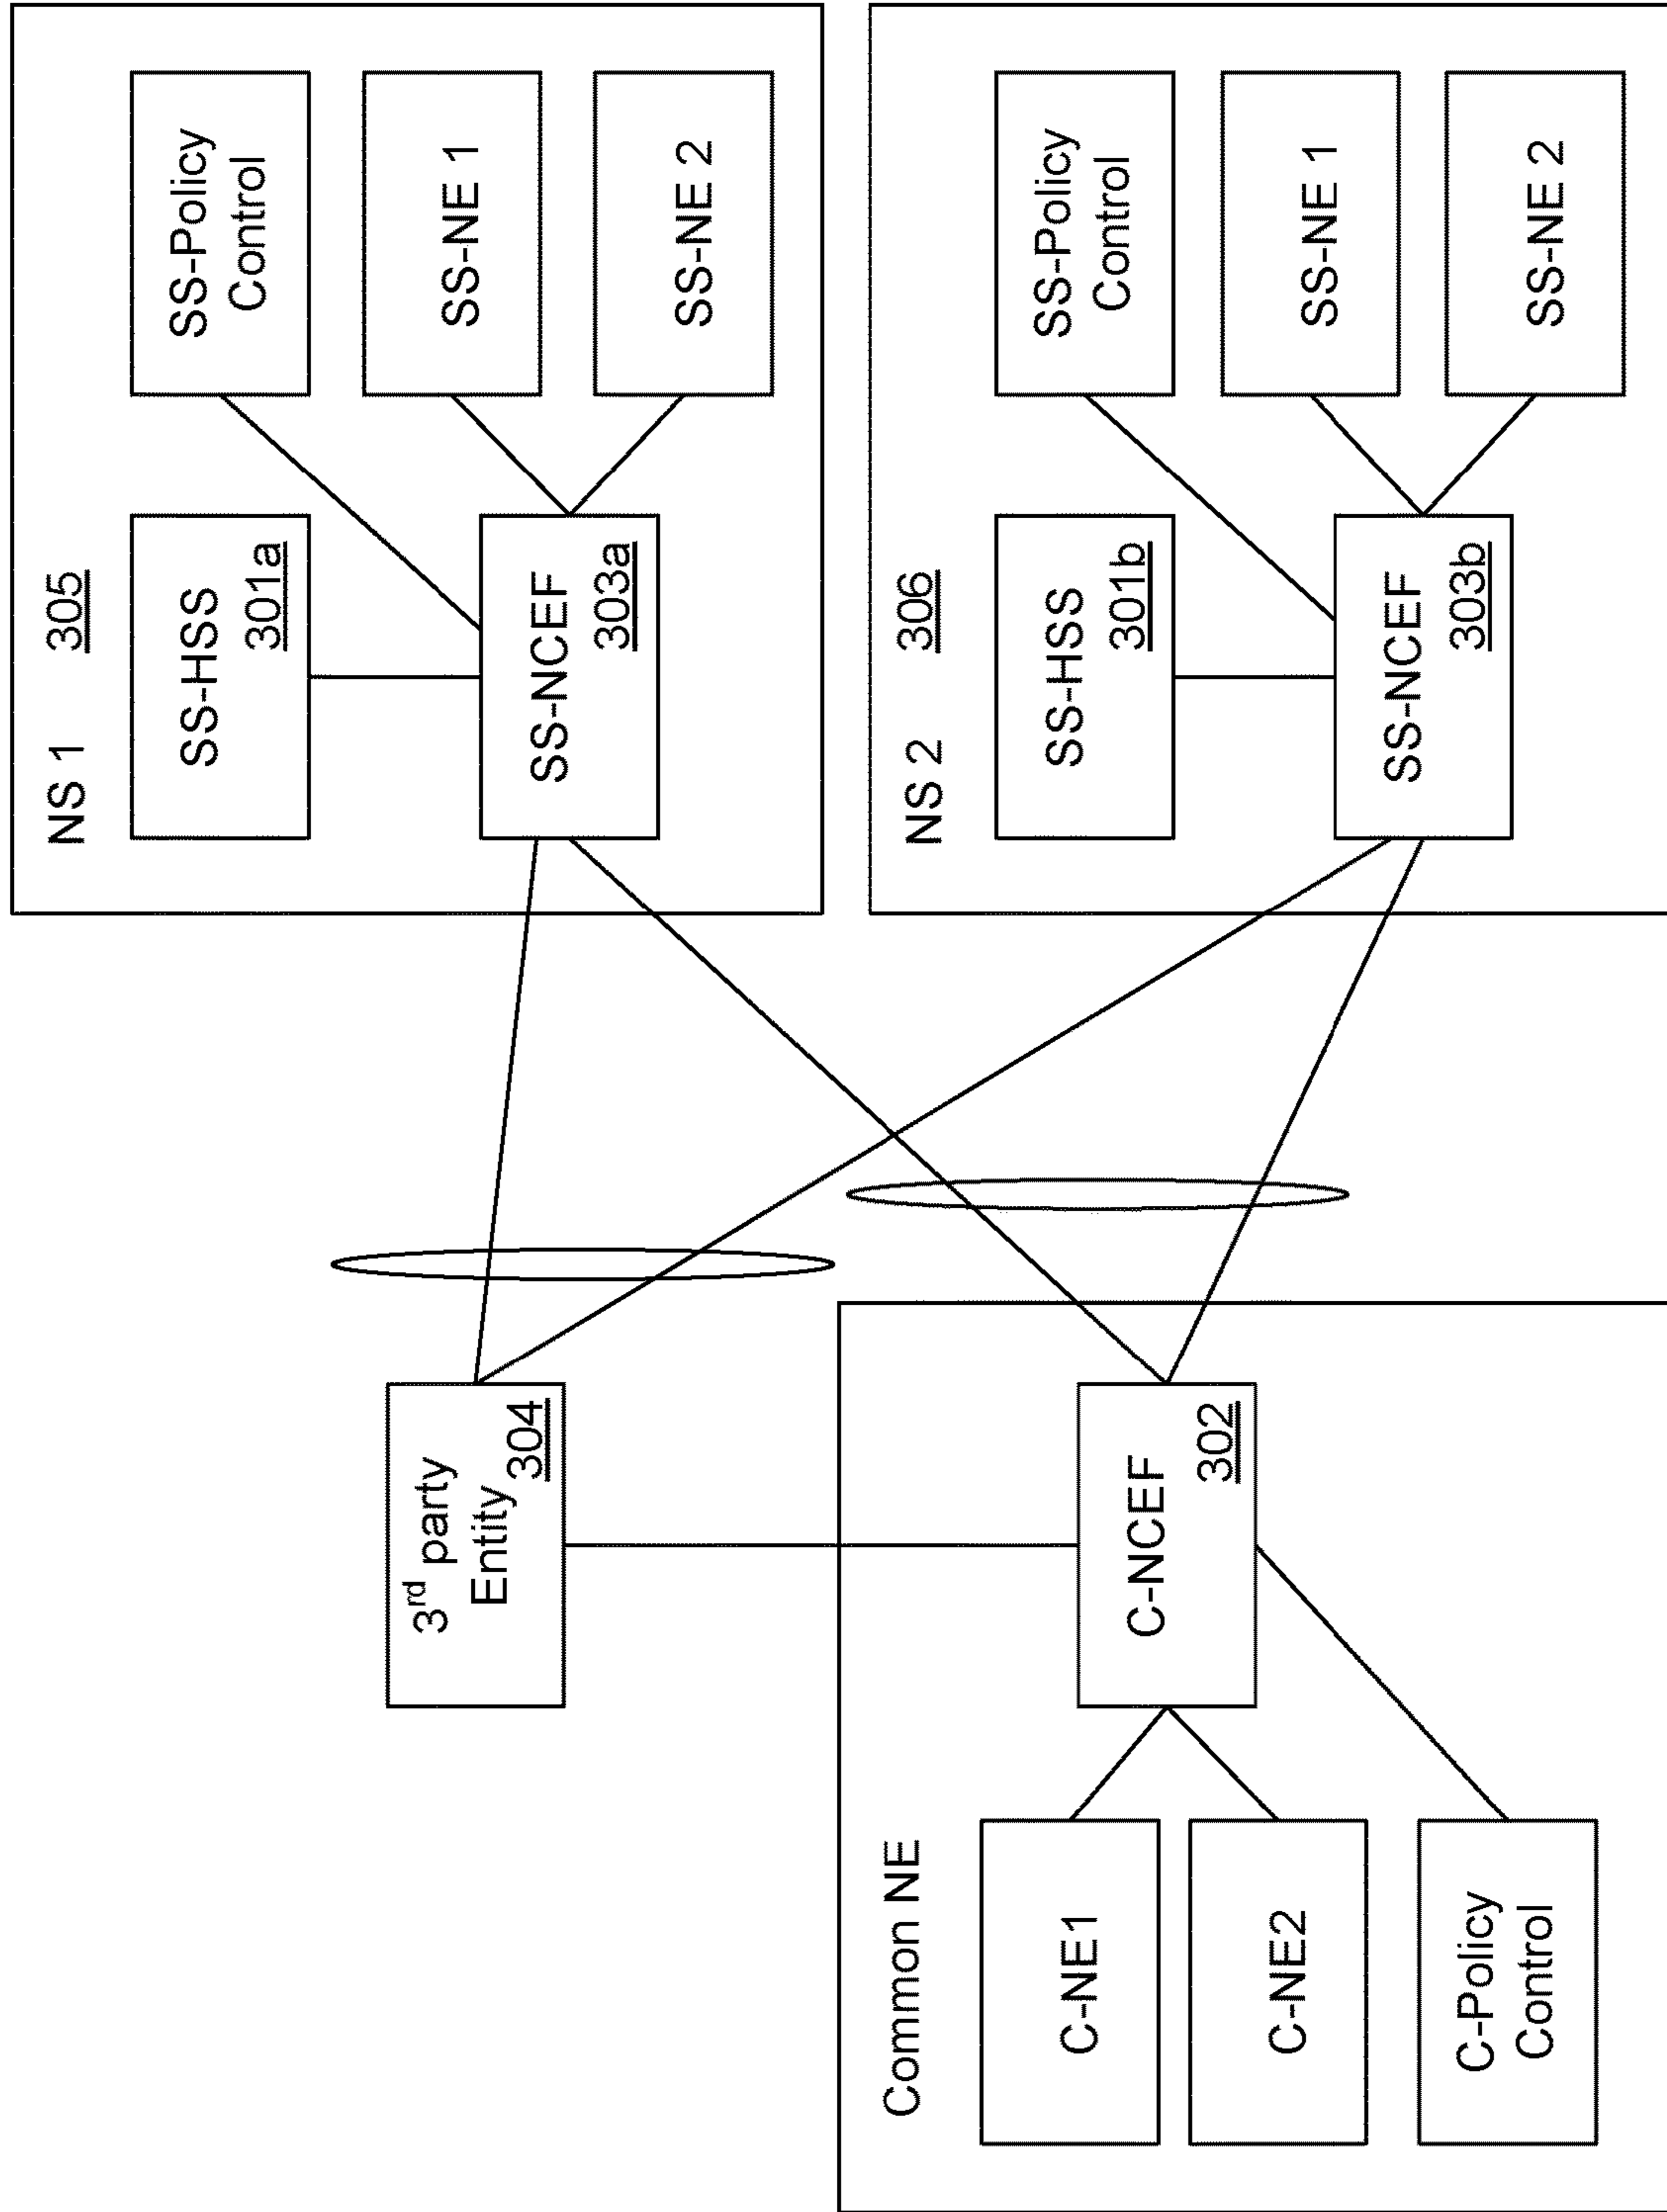 3rd party
Entity
304
Common NE
C-NE1
C-NE2
C-Policy
Control
C-NCEF
302
NS 1
305
SS-HSS
301a
SS-NCEF
303a
SS-Policy
Control
SS-NE 1
SS-NE 2
NS 2
306
SS-HSS
301b
SS-NCEF
303b
SS-Policy
Control
SS-NE 1
SS-NE 2